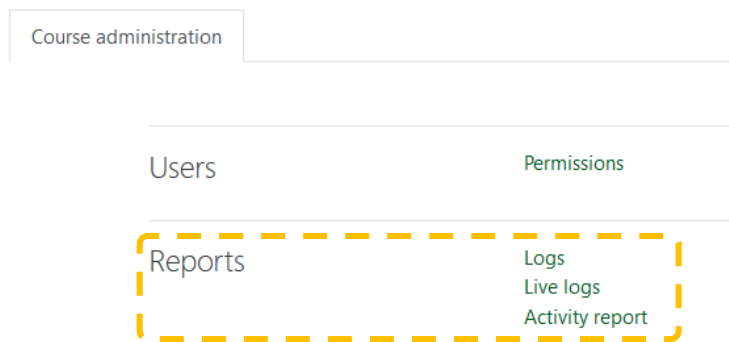 Course administration
Users
Permissions
Reports
Logs
Live logs
Activity report